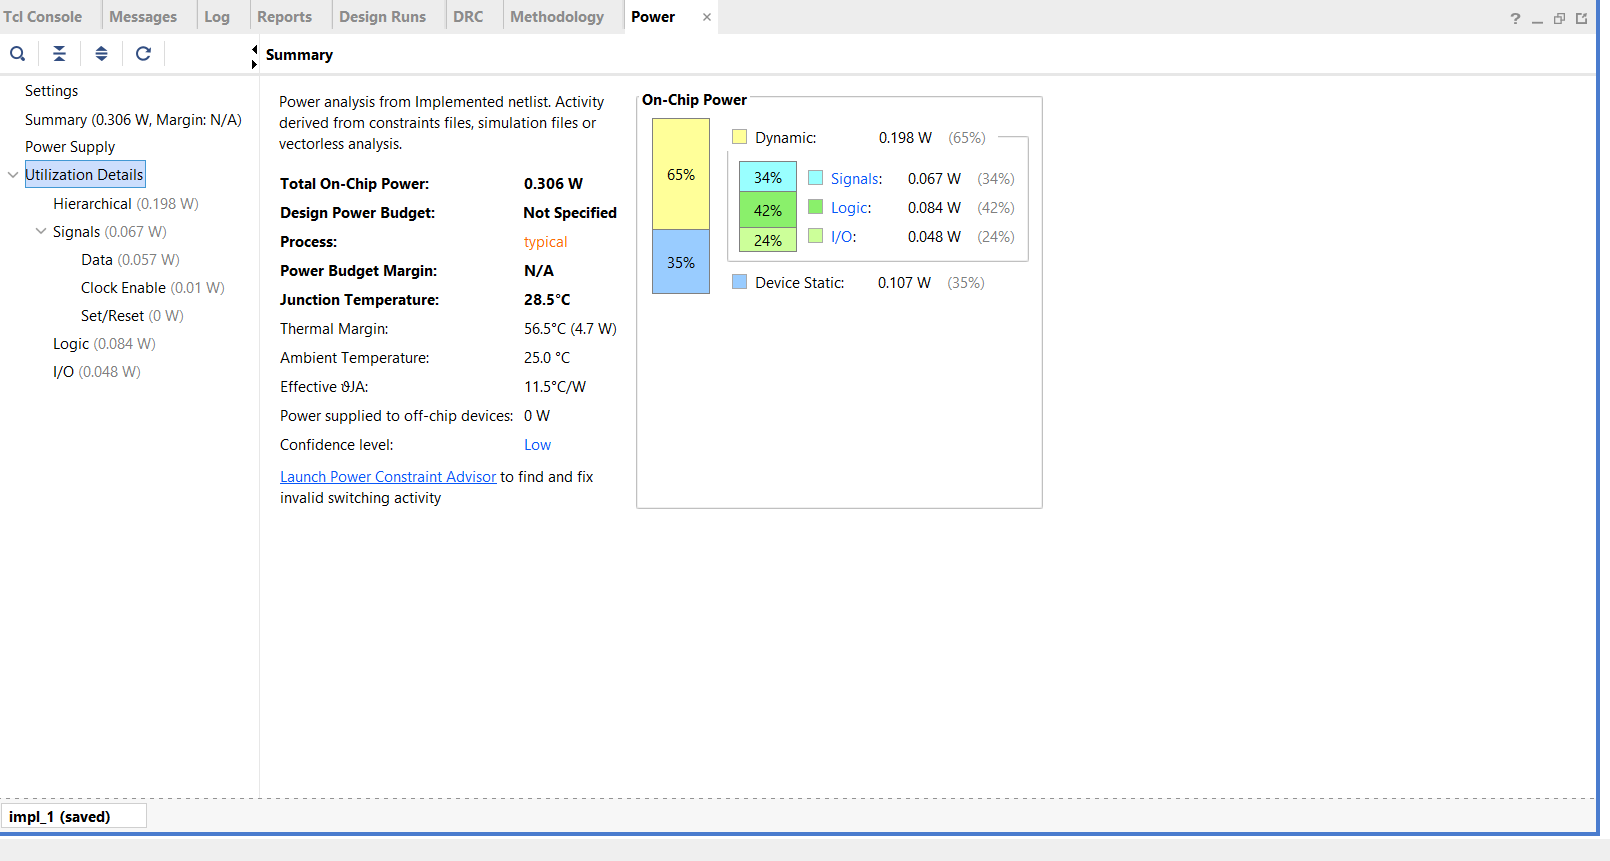 Tcl Console Messages Log Reports Design Runs DRC Methodology Power × ?
Summary
Settings
Summary (0.306 W, Margin: N/A)
Power Supply
Utilization Details
Hierarchical (0.198 W)
Signals (0.067 W)
Data (0.057 W)
Clock Enable (0.01 W)
Set/Reset (0 W)
Logic (0.084 W)
I/O (0.048 W)
Power analysis from Implemented netlist. Activity
derived from constraints files, simulation files or
vectorless analysis.
Total On-Chip Power: 0.306 W
Design Power Budget: Not Specified
Process: typical
Power Budget Margin: N/A
Junction Temperature: 28.5°C
Thermal Margin: 56.5°C (4.7 W)
Ambient Temperature: 25.0 °C
Effective ϑJA: 11.5°C/W
Power supplied to off-chip devices: 0 W
Confidence level: Low
Launch Power Constraint Advisor to find and fix
invalid switching activity
On-Chip Power
65%
35%
Dynamic: 0.198 W (65%)
34% Signals: 0.067 W (34%)
42% Logic: 0.084 W (42%)
24% I/O: 0.048 W (24%)
Device Static: 0.107 W (35%)
impl_1 (saved)